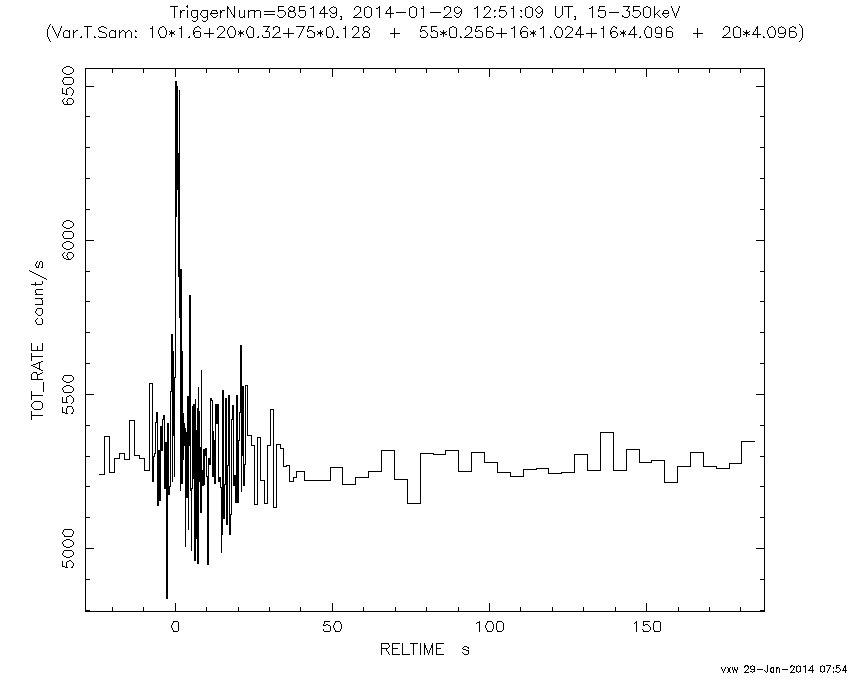 TriggerNum=585149, 2014-01-29 12:51:09 UT, 15-350keV
(Var.T.Sam: 10*1.6+20*0.32+75*0.128 + 55*0.256+16*1.024+16*4.096 + 20*4.096)
6500
6000
5500
5000
TOT_RATE count/s
0 50 100 150
RELTIME s
vxw 29-Jan-2014 07:54